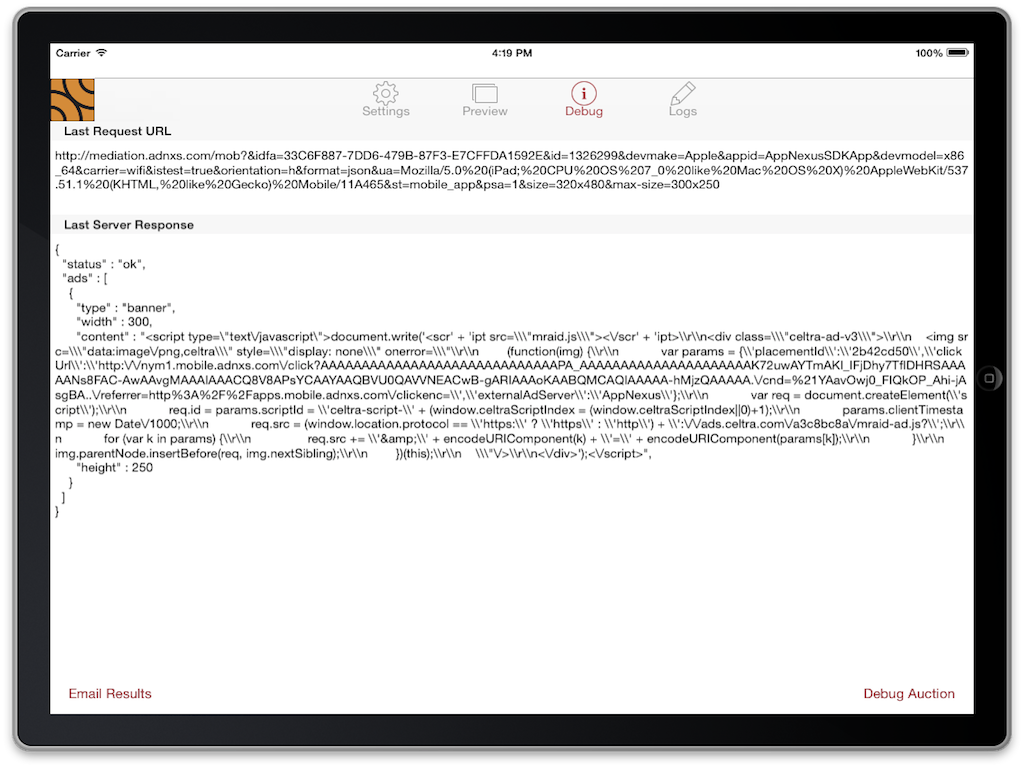 Carrier 4:19 PM 100%
Settings Preview Debug Logs
Last Request URL
http://mediation.adnxs.com/mob?&idfa=33C6F887-7DD6-479B-87F3-E7CFFDA1592E&id=1326299&devmake=Apple&appid=AppNexusSDKApp&devmodel=x86
_64&carrier=wifi&istest=true&orientation=h&format=json&ua=Mozilla/5.0%20(iPad;%20CPU%20OS%207_0%20like%20Mac%20OS%20X)%20AppleWebKit/537
.51.1%20(KHTML,%20like%20Gecko)%20Mobile/11A465&st=mobile_app&psa=1&size=320x480&max-size=300x250
Last Server Response
{
"status" : "ok",
"ads" : [
{
"type" : "banner",
"width" : 300,
"content" : "<script type=\"text\/javascript\">document.write('<scr' + 'ipt src=\\\"mraid.js\\\"><\/scr' + 'ipt>\\r\\n<div class=\\\"celtra-ad-v3\\\">\\r\\n <img sr
c=\\\"data:image\/png,celtra\\\" style=\\\"display: none\\\" onerror=\\\"\\r\\n (function(img) {\\r\\n var params = {\\'placementId\\':\\'2b42cd50\\',\\'click
Url\\':\\'http:\/\/nym1.mobile.adnxs.com\/click?
AwAAvgMAAAIAAACQ8V8APsYCAAYAAQBVU0QAVVNEACwB-gARIAAAoKAABQMCAQIAAAAA-hMjzQAAAAA.\/cnd=%21YAavOwj0_FIQkOP_Ahi-jA
sgBA..\/referrer=http%3A%2F%2Fapps.mobile.adnxs.com\/clickenc=\\',\\'externalAdServer\\':\\'AppNexus\\'};\\r\\n var req = document.createElement(\\'s
cript\\');\\r\\n req.id = params.scriptId = \\'celtra-script-\\' + (window.celtraScriptIndex = (window.celtraScriptIndex||0)+1);\\r\\n params.clientTimesta
mp = new Date\/1000;\\r\\n req.src = (window.location.protocol == \\'https:\\' ? \\'https\\' : \\'http\\') + \\':\/\/ads.celtra.com\/a3c8bc8a\/mraid-ad.js?\\';\\r\\
n for (var k in params) {\\r\\n req.src += \\'&amp;\\' + encodeURIComponent(k) + \\'=\\' + encodeURIComponent(params[k]);\\r\\n }\\r\\n
img.parentNode.insertBefore(req, img.nextSibling);\\r\\n })(this);\\r\\n \\\"\/>\\r\\n<\/div>');<\/script>",
"height" : 250
}
]
}
Email Results Debug Auction